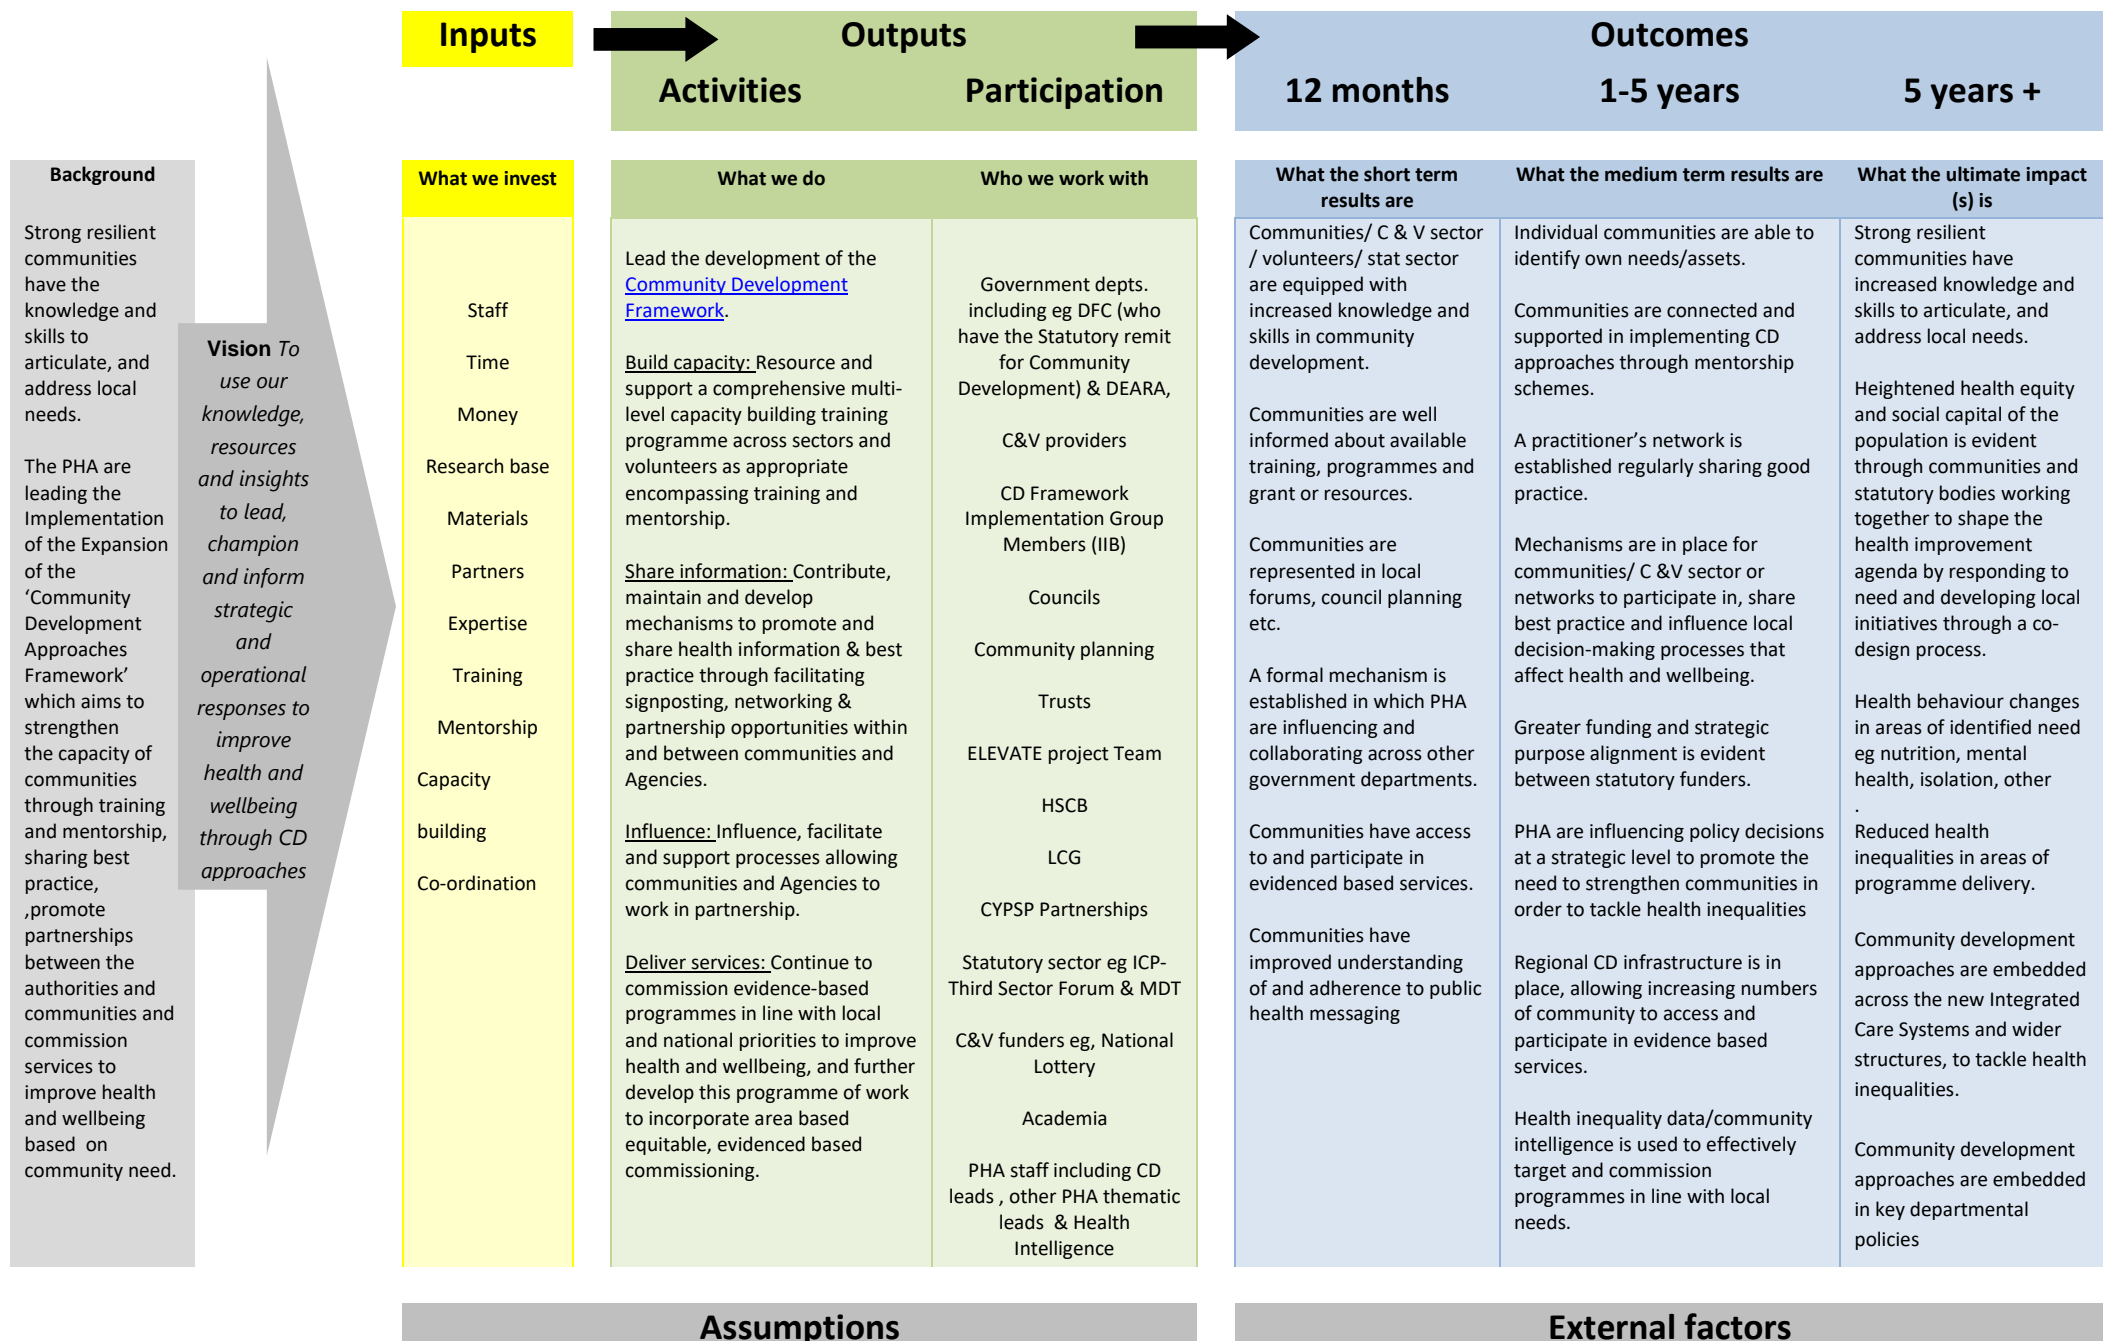 Inputs
Outputs
Outcomes
Activities
Participation
12 months
1-5 years
5 years +
Background
Strong resilient
communities
have the
knowledge and
skills to
articulate, and
address local
needs.
The PHA are
leading the
Implementation
of the Expansion
of the
‘Community
Development
Approaches
Framework’
which aims to
strengthen
the capacity of
communities
through training
and mentorship,
sharing best
practice,
,promote
partnerships
between the
authorities and
communities and
commission
services to
improve health
and wellbeing
based  on
community need.
Vision To
use our
knowledge,
resources
and insights
to lead,
champion
and inform
strategic
and
operational
responses to
improve
health and
wellbeing
through CD
approaches
What we invest
Staff
Time
Money
Research base
Materials
Partners
Expertise
Training
Mentorship
Capacity
building
Co-ordination
What we do
Lead the development of the
Community Development
Framework.
Build capacity: Resource and
support a comprehensive multi-
level capacity building training
programme across sectors and
volunteers as appropriate
encompassing training and
mentorship.
Share information: Contribute,
maintain and develop
mechanisms to promote and
share health information & best
practice through facilitating
signposting, networking &
partnership opportunities within
and between communities and
Agencies.
Influence: Influence, facilitate
and support processes allowing
communities and Agencies to
work in partnership.
Deliver services: Continue to
commission evidence-based
programmes in line with local
and national priorities to improve
health and wellbeing, and further
develop this programme of work
to incorporate area based
equitable, evidenced based
commissioning.
Who we work with
Government depts.
including eg DFC (who
have the Statutory remit
for Community
Development) & DEARA,
C&V providers
CD Framework
Implementation Group
Members (IIB)
Councils
Community planning
Trusts
ELEVATE project Team
HSCB
LCG
CYPSP Partnerships
Statutory sector eg ICP-
Third Sector Forum & MDT
C&V funders eg, National
Lottery
Academia
PHA staff including CD
leads , other PHA thematic
leads  & Health
Intelligence
What the short term
results are
Communities/ C & V sector
/ volunteers/ stat sector
are equipped with
increased knowledge and
skills in community
development.
Communities are well
informed about available
training, programmes and
grant or resources.
Communities are
represented in local
forums, council planning
etc.
A formal mechanism is
established in which PHA
are influencing and
collaborating across other
government departments.
Communities have access
to and participate in
evidenced based services.
Communities have
improved understanding
of and adherence to public
health messaging
What the medium term results are
Individual communities are able to
identify own needs/assets.
Communities are connected and
supported in implementing CD
approaches through mentorship
schemes.
A practitioner’s network is
established regularly sharing good
practice.
Mechanisms are in place for
communities/ C &V sector or
networks to participate in, share
best practice and influence local
decision-making processes that
affect health and wellbeing.
Greater funding and strategic
purpose alignment is evident
between statutory funders.
PHA are influencing policy decisions
at a strategic level to promote the
need to strengthen communities in
order to tackle health inequalities
Regional CD infrastructure is in
place, allowing increasing numbers
of community to access and
participate in evidence based
services.
Health inequality data/community
intelligence is used to effectively
target and commission
programmes in line with local
needs.
What the ultimate impact
(s) is
Strong resilient
communities have
increased knowledge and
skills to articulate, and
address local needs.
Heightened health equity
and social capital of the
population is evident
through communities and
statutory bodies working
together to shape the
health improvement
agenda by responding to
need and developing local
initiatives through a co-
design process.
Health behaviour changes
in areas of identified need
eg nutrition, mental
health, isolation, other
.
Reduced health
inequalities in areas of
programme delivery.
Community development
approaches are embedded
across the new Integrated
Care Systems and wider
structures, to tackle health
inequalities.
Community development
approaches are embedded
in key departmental
policies
Assumptions
External factors